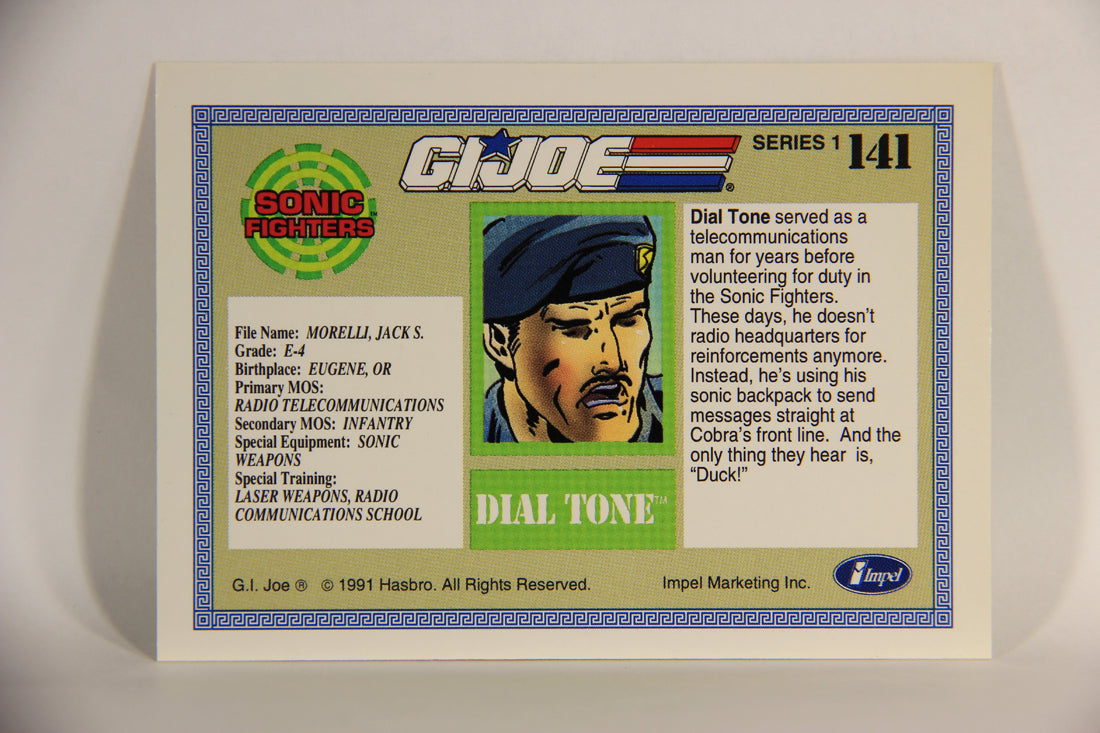 G.I.JOE ®
SERIES 1 141
SONIC
FIGHTERS™
File Name: MORELLI, JACK S.
Grade: E-4
Birthplace: EUGENE, OR
Primary MOS:
RADIO TELECOMMUNICATIONS
Secondary MOS: INFANTRY
Special Equipment: SONIC
WEAPONS
Special Training:
LASER WEAPONS, RADIO
COMMUNICATIONS SCHOOL
DIAL TONE™
Dial Tone served as a
telecommunications
man for years before
volunteering for duty in
the Sonic Fighters.
These days, he doesn't
radio headquarters for
reinforcements anymore.
Instead, he's using his
sonic backpack to send
messages straight at
Cobra's front line. And the
only thing they hear is,
“Duck!”
G.I. Joe ® © 1991 Hasbro. All Rights Reserved.
Impel Marketing Inc.
Impel